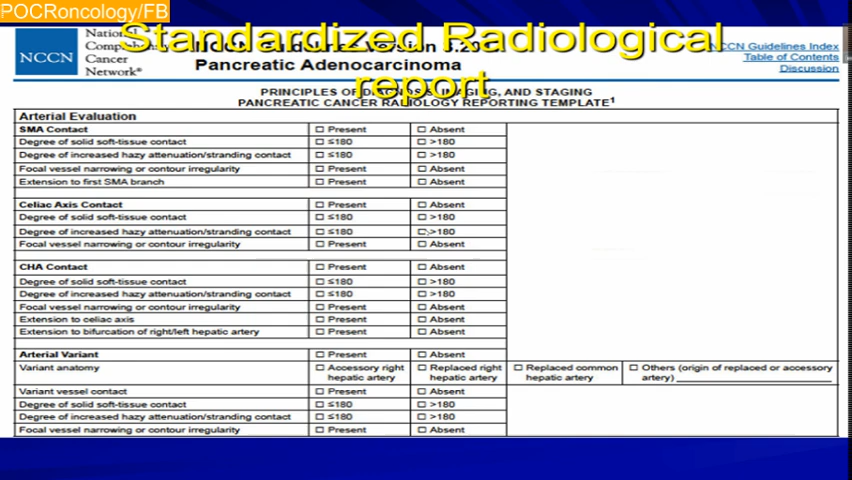 POCRoncology/FB
Standardized Radiological
report
NCCN
National
Cancer
Network®
Pancreatic Adenocarcinoma
NCCN Guidelines Index
Table of Contents
Discussion
PRINCIPLES OF DIAGNOSIS, IMAGING, AND STAGING
PANCREATIC CANCER RADIOLOGY REPORTING TEMPLATE1
Arterial Evaluation
SMA Contact ☐ Present ☐ Absent
Degree of solid soft-tissue contact ☐ ≤180 ☐ >180
Degree of increased hazy attenuation/stranding contact ☐ ≤180 ☐ >180
Focal vessel narrowing or contour irregularity ☐ Present ☐ Absent
Extension to first SMA branch ☐ Present ☐ Absent
Celiac Axis Contact ☐ Present ☐ Absent
Degree of solid soft-tissue contact ☐ ≤180 ☐ >180
Degree of increased hazy attenuation/stranding contact ☐ ≤180 ☐ >180
Focal vessel narrowing or contour irregularity ☐ Present ☐ Absent
CHA Contact ☐ Present ☐ Absent
Degree of solid soft-tissue contact ☐ ≤180 ☐ >180
Degree of increased hazy attenuation/stranding contact ☐ ≤180 ☐ >180
Focal vessel narrowing or contour irregularity ☐ Present ☐ Absent
Extension to celiac axis ☐ Present ☐ Absent
Extension to bifurcation of right/left hepatic artery ☐ Present ☐ Absent
Arterial Variant ☐ Present ☐ Absent
Variant anatomy ☐ Accessory right ☐ Replaced right ☐ Replaced common ☐ Others (origin of replaced or accessory
hepatic artery hepatic artery hepatic artery artery)
Variant vessel contact ☐ Present ☐ Absent
Degree of solid soft-tissue contact ☐ ≤180 ☐ >180
Degree of increased hazy attenuation/stranding contact ☐ ≤180 ☐ >180
Focal vessel narrowing or contour irregularity ☐ Present ☐ Absent